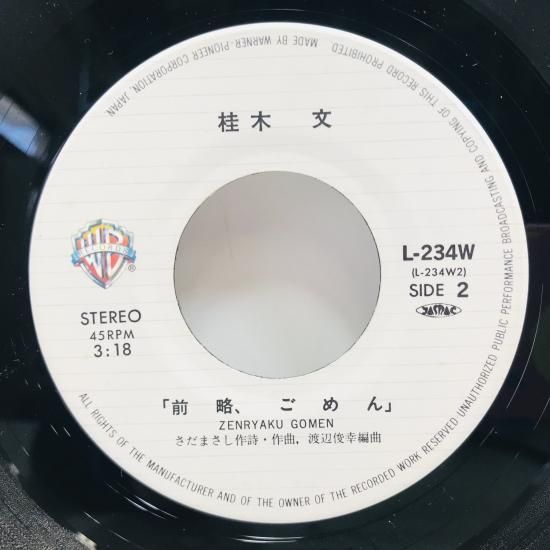 桂木 文
WB
RECORDS
®
L-234W
(L-234W2)
SIDE 2
JASRAC
STEREO
45RPM
3:18
「前略、ごめん」
ZENRYAKU GOMEN
さだまさし作詩・作曲, 渡辺俊幸編曲
ALL RIGHTS OF THE MANUFACTURER AND OF THE OWNER OF THE RECORDED WORK RESERVED UNAUTHORIZED PUBLIC PERFORMANCE BROADCASTING AND COPYING OF THIS RECORD PROHIBITED
MADE BY WARNER-PIONEER CORPORATION, JAPAN